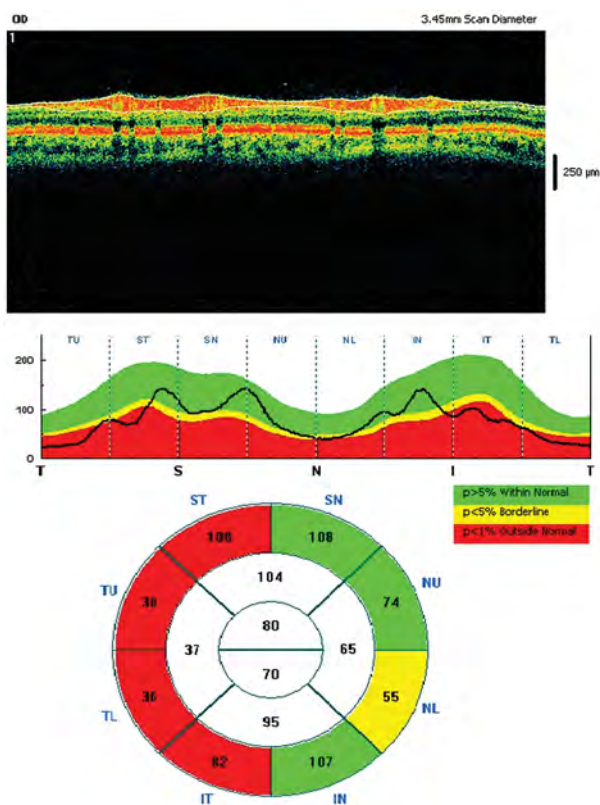 OD
3.45mm Scan Diameter
1
250 µm
TU ST SN NU NL IN IT TL
200
100
0
T S N I T
p>5% Within Normal
p<5% Borderline
p<1% Outside Normal
ST SN
106 108
TU NU
38 104 74
80
37 65
70
TL 36 95 55 NL
82 107
IT IN